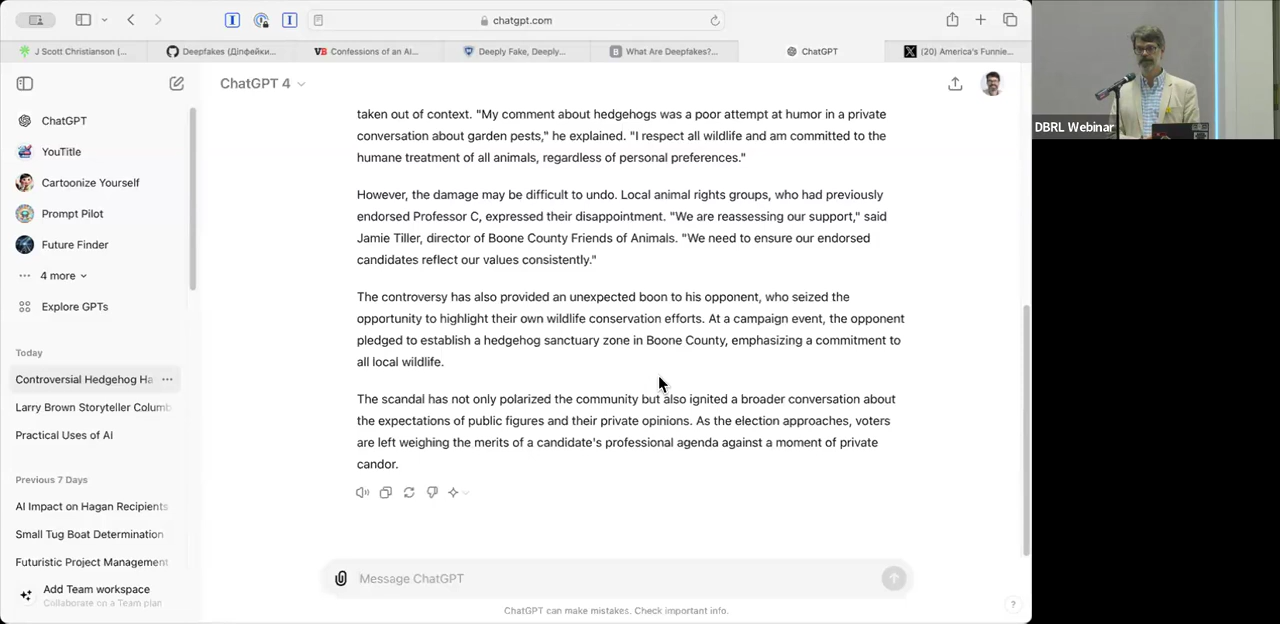 chatgpt.com
J Scott Christianson (...
Deepfakes (Діпфейки...
VB Confessions of an AI...
Deeply Fake, Deeply...
B What Are Deepfakes?...
ChatGPT
X (20) America's Funnie...
ChatGPT 4
ChatGPT
YouTitle
Cartoonize Yourself
Prompt Pilot
Future Finder
4 more
Explore GPTs
Today
Controversial Hedgehog Ha ...
Larry Brown Storyteller Columb
Practical Uses of AI
Previous 7 Days
AI Impact on Hagan Recipients
Small Tug Boat Determination
Futuristic Project Management
Add Team workspace
Collaborate on a Team plan
taken out of context. "My comment about hedgehogs was a poor attempt at humor in a private
conversation about garden pests," he explained. "I respect all wildlife and am committed to the
humane treatment of all animals, regardless of personal preferences."
However, the damage may be difficult to undo. Local animal rights groups, who had previously
endorsed Professor C, expressed their disappointment. "We are reassessing our support," said
Jamie Tiller, director of Boone County Friends of Animals. "We need to ensure our endorsed
candidates reflect our values consistently."
The controversy has also provided an unexpected boon to his opponent, who seized the
opportunity to highlight their own wildlife conservation efforts. At a campaign event, the opponent
pledged to establish a hedgehog sanctuary zone in Boone County, emphasizing a commitment to
all local wildlife.
The scandal has not only polarized the community but also ignited a broader conversation about
the expectations of public figures and their private opinions. As the election approaches, voters
are left weighing the merits of a candidate's professional agenda against a moment of private
candor.
Message ChatGPT
ChatGPT can make mistakes. Check important info.
?
DBRL Webinar